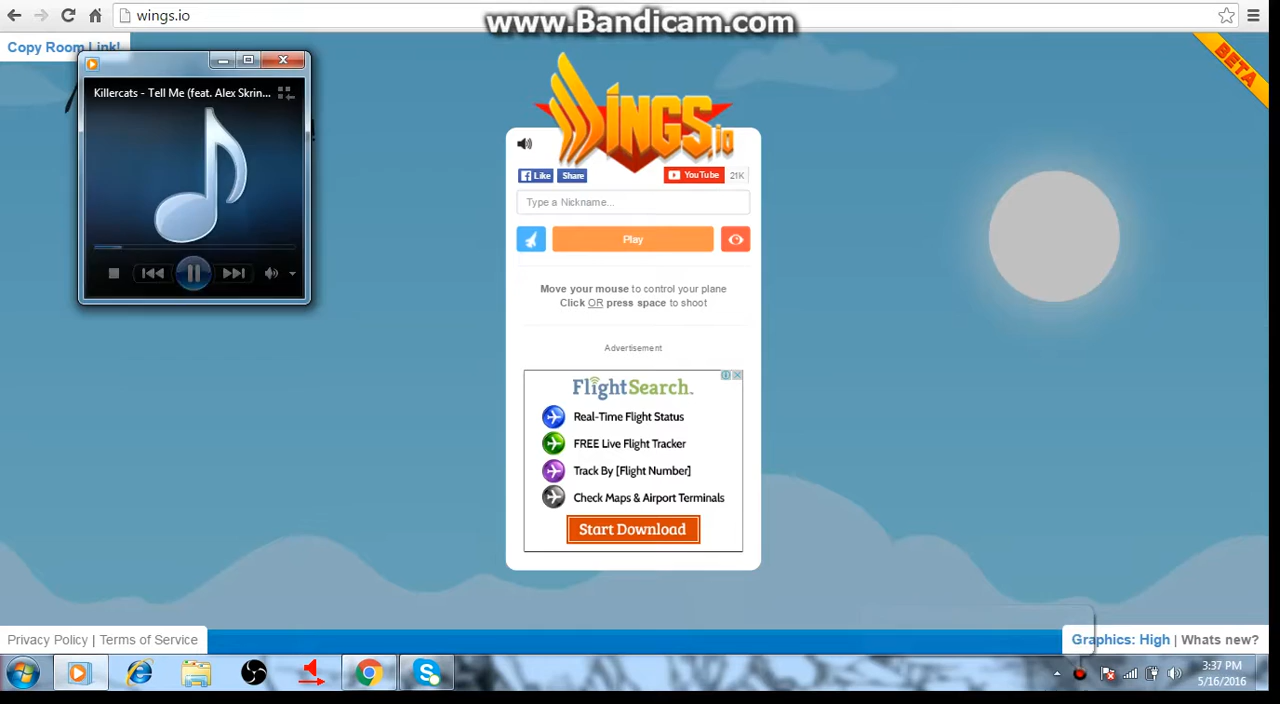 wings.io
www.Bandicam.com
Copy Room Link!
BETA
Killercats - Tell Me (feat. Alex Skrin...
WINGS.io
Like
Share
YouTube
21K
Type a Nickname...
Play
Move your mouse to control your plane
Click OR press space to shoot
Advertisement
FlightSearch
Real-Time Flight Status
FREE Live Flight Tracker
Track By [Flight Number]
Check Maps & Airport Terminals
Start Download
Privacy Policy | Terms of Service
Graphics: High | Whats new?
3:37 PM
5/16/2016